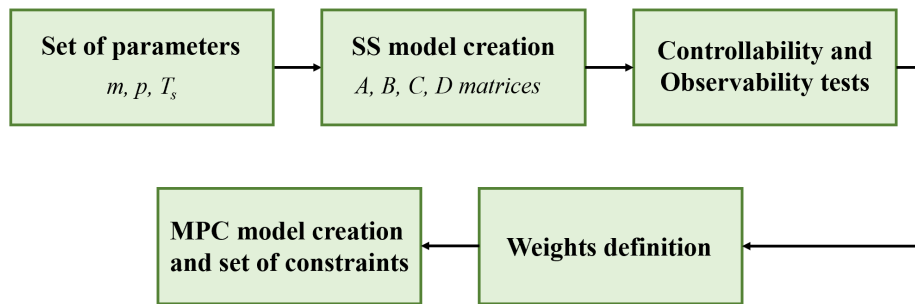 Set of parameters
m, p, Ts
SS model creation
A, B, C, D matrices
Controllability and
Observability tests
MPC model creation
and set of constraints
Weights definition